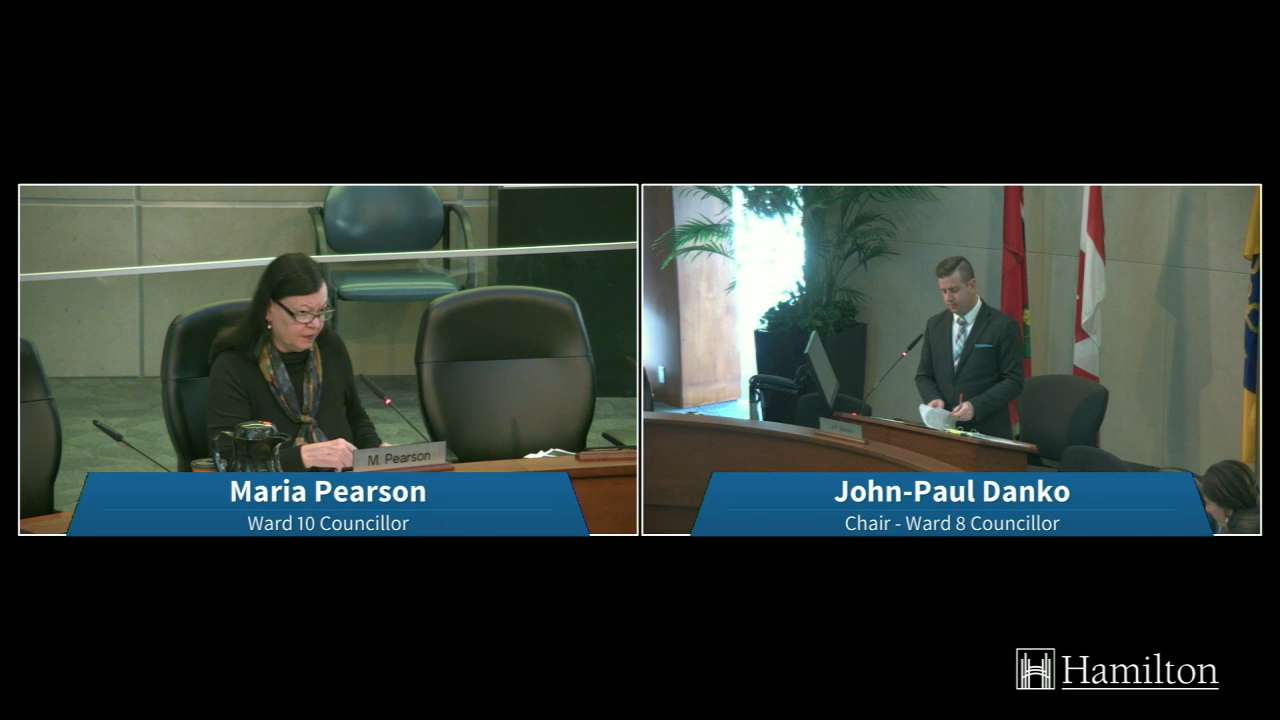 M. Pearson
Maria Pearson
Ward 10 Councillor
John-Paul Danko
Chair - Ward 8 Councillor
Hamilton